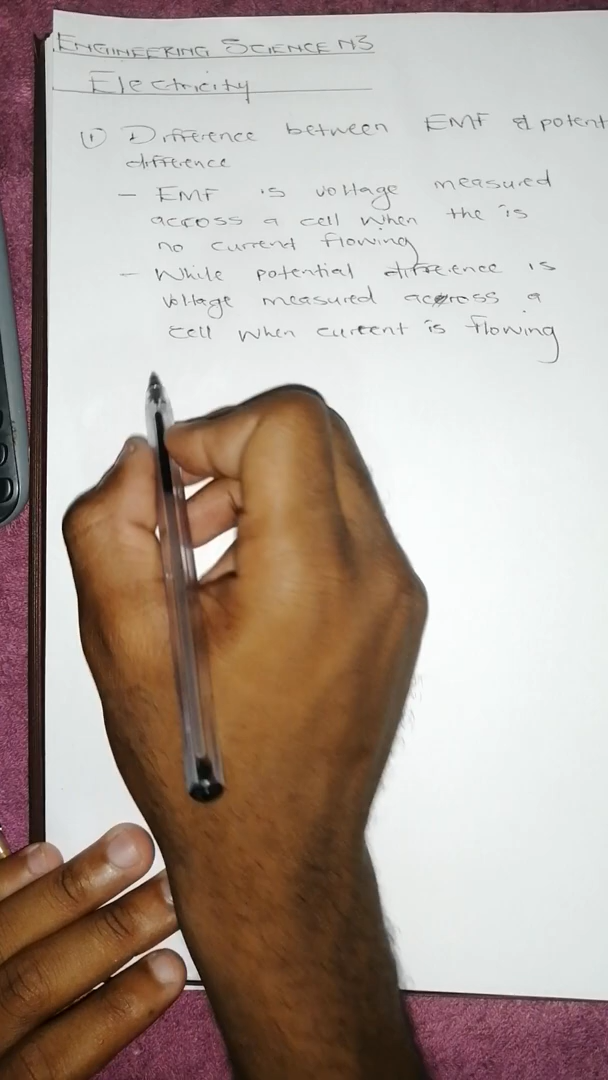 ENGINEERING SCIENCE N3
Electricity
① Difference between EMF & potent
difference
- EMF is voltage measured
across a cell when the is
no current flowing
- While potential difference is
voltage measured across a
cell when current is flowing